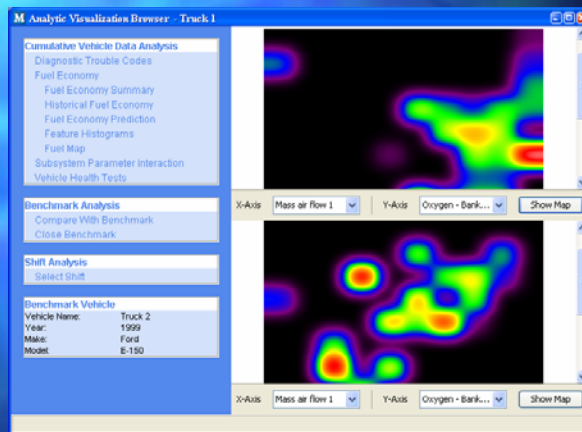 M Analytic Visualization Browser - Truck 1
Cumulative Vehicle Data Analysis
Diagnostic Trouble Codes
Fuel Economy
Fuel Economy Summary
Historical Fuel Economy
Fuel Economy Prediction
Feature Histograms
Fuel Map
Subsystem Parameter Interaction
Vehicle Health Tests
X-Axis Mass air flow 1 Y-Axis Oxygen - Bank... Show Map
Benchmark Analysis
Compare With Benchmark
Close Benchmark
Shift Analysis
Select Shift
Benchmark Vehicle
Vehicle Name: Truck 2
Year: 1999
Make: Ford
Model: E-150
X-Axis Mass air flow 1 Y-Axis Oxygen - Bank... Show Map